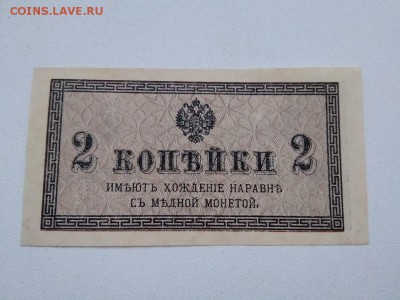 COINS.LAVE.RU
2 КОПѢЙКИ 2
ИМѢЮТЪ ХОЖДЕНІЕ НАРАВНѢ
СЪ МѢДНОЙ МОНЕТОЙ.